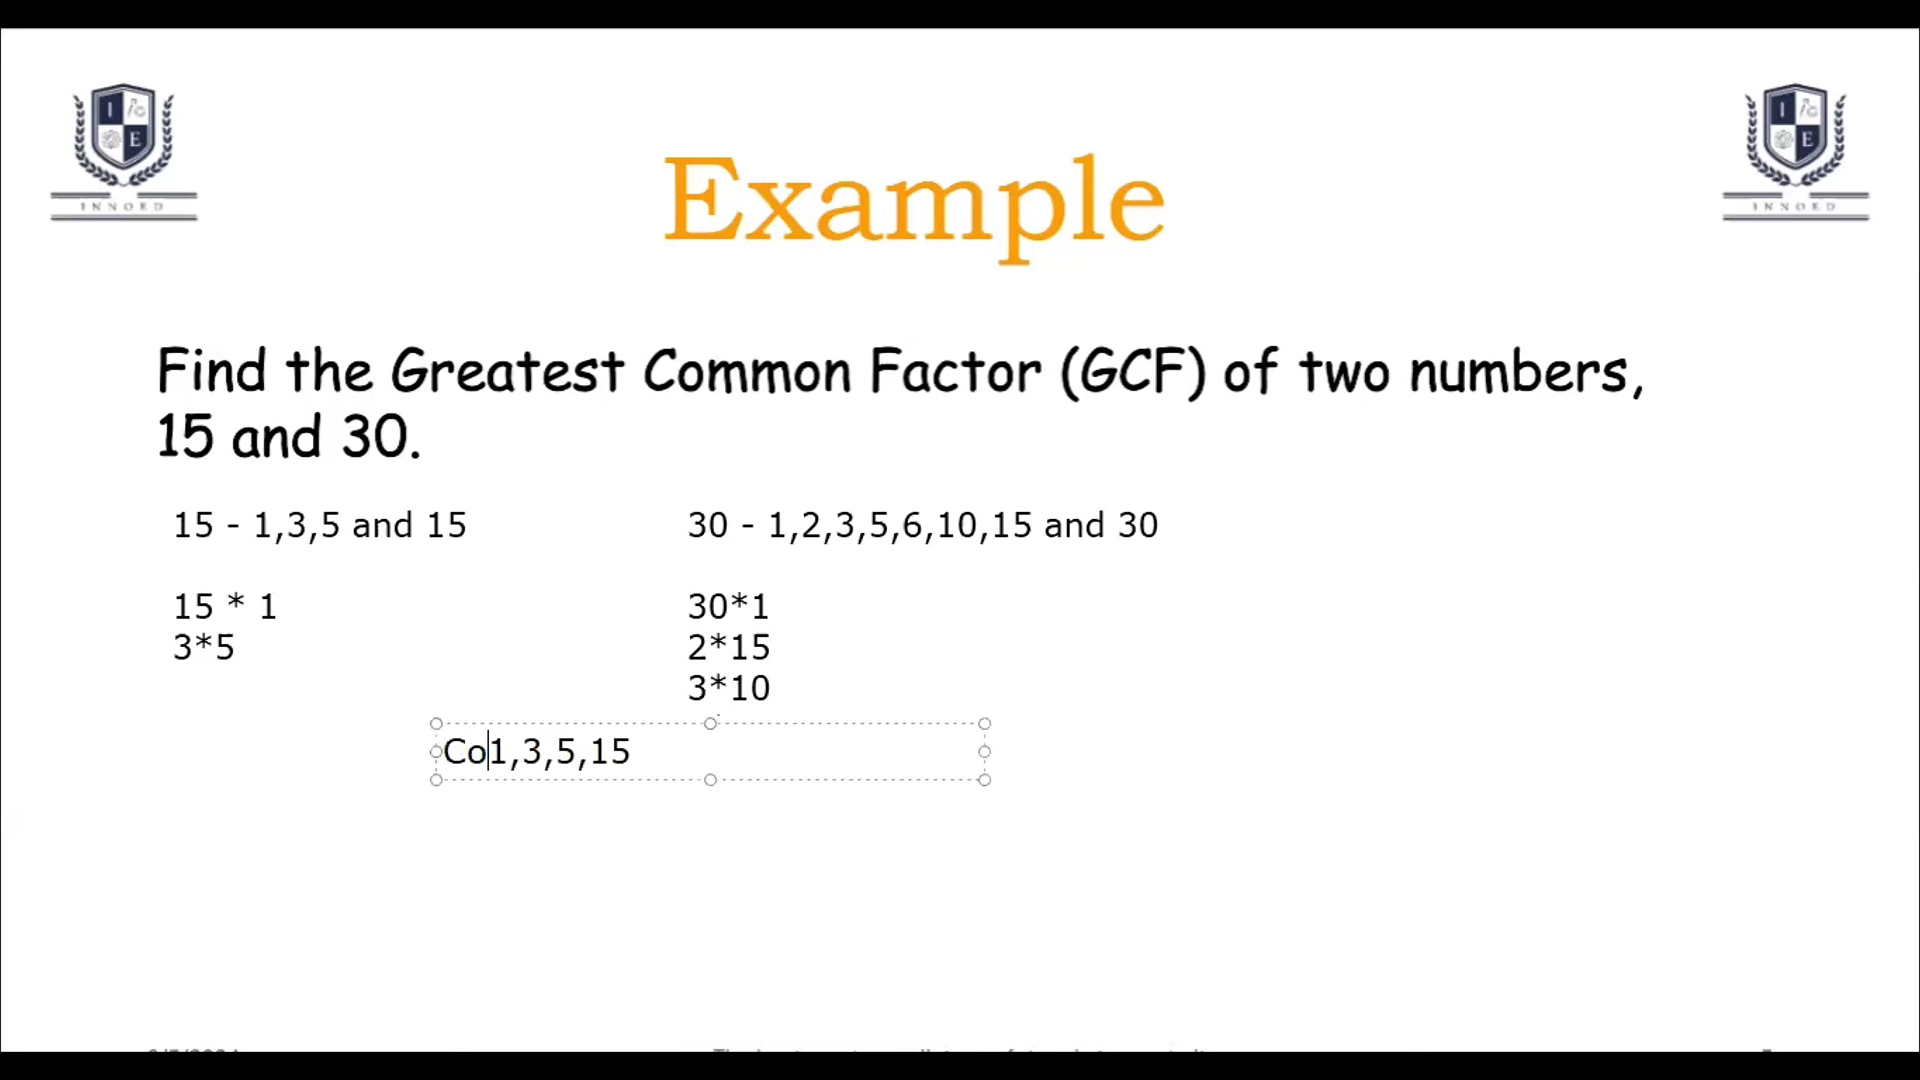 I E
INNOED
I E
INNOED
Example
Find the Greatest Common Factor (GCF) of two numbers,
15 and 30.
15 - 1,3,5 and 15
30 - 1,2,3,5,6,10,15 and 30
15 * 1
3*5
30*1
2*15
3*10
Co1,3,5,15